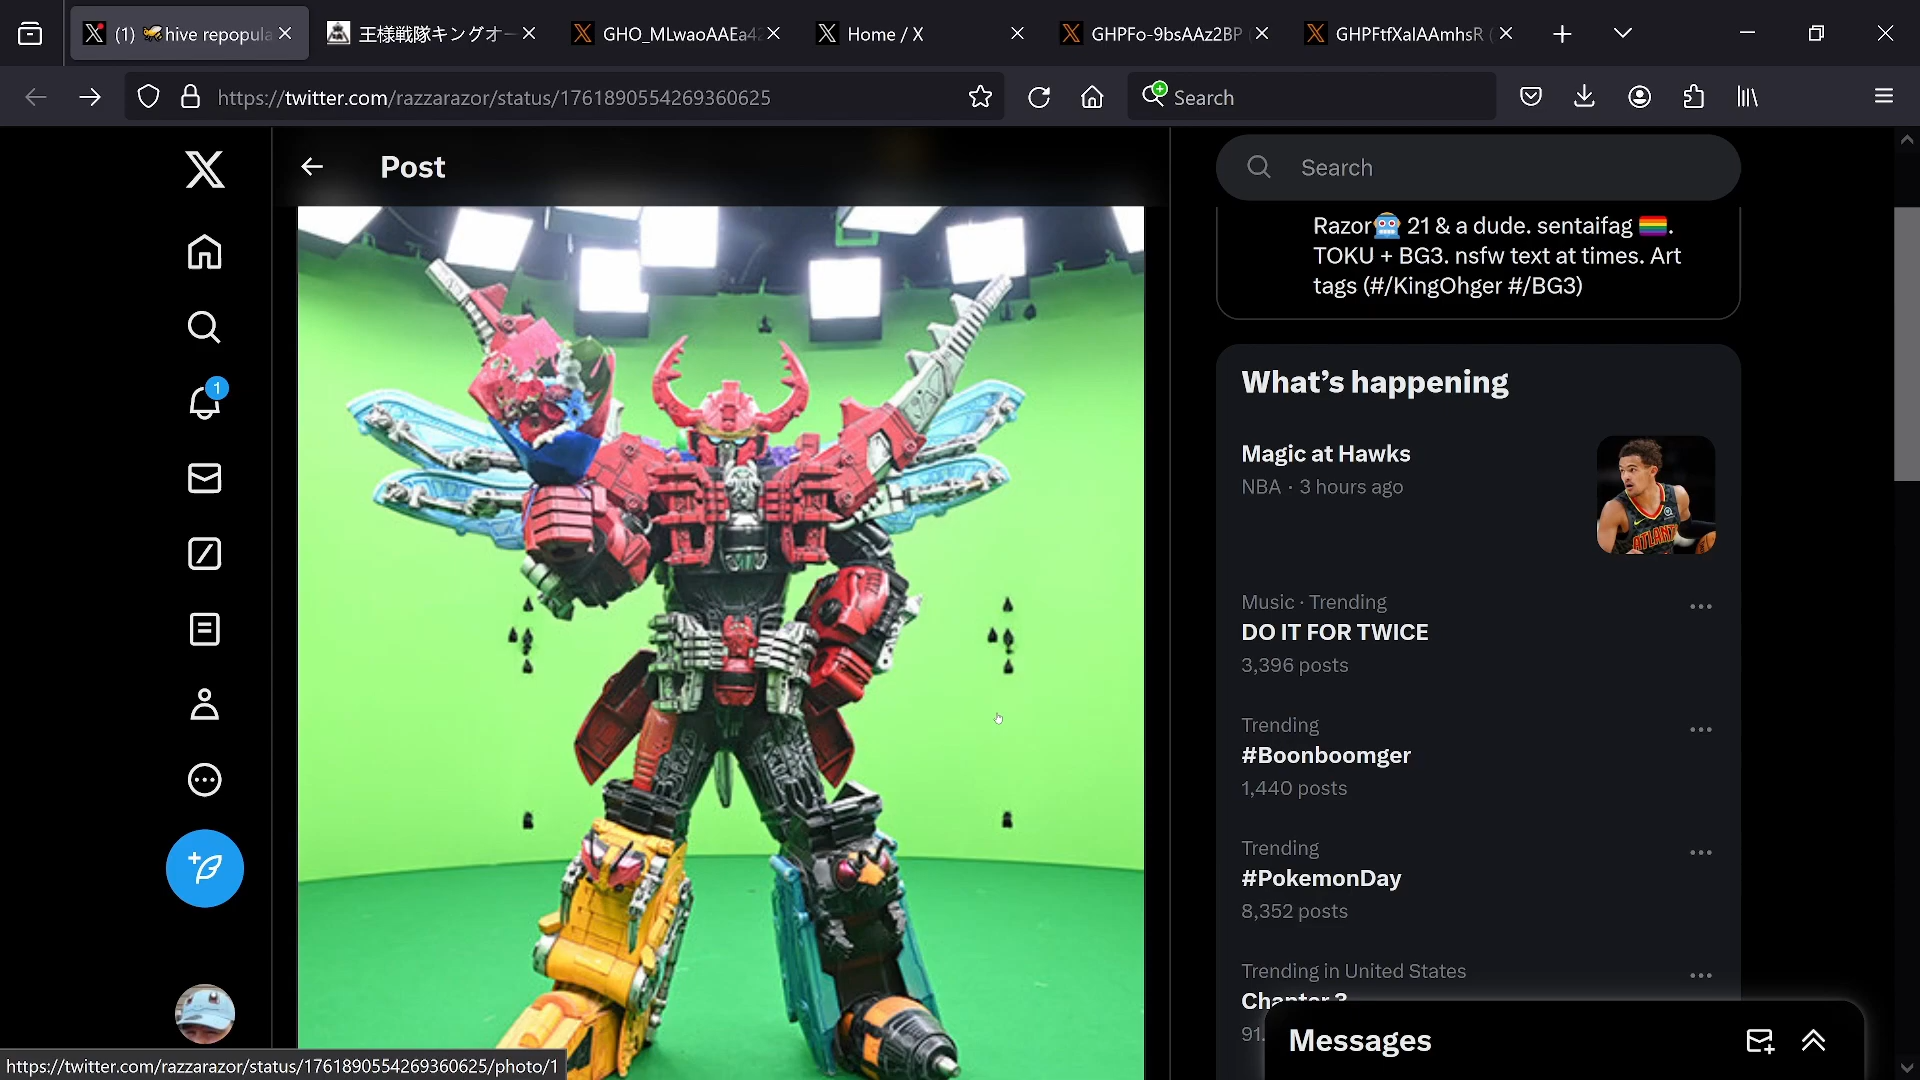 (1) 🐝hive repopula
王様戦隊キングオー
GHO_MLwaoAAEa42
Home / X
GHPFo-9bsAAz2BP (
GHPFtfXalAAmhsR (
https://twitter.com/razzarazor/status/1761890554269360625
Search
Post
Search
Razor🤖 21 & a dude. sentaifag 🏳️‍🌈.
TOKU + BG3. nsfw text at times. Art
tags (#/KingOhger #/BG3)
1
What's happening
Magic at Hawks
NBA · 3 hours ago
ATLANTA
Music · Trending
DO IT FOR TWICE
3,396 posts
Trending
#Boonboomger
1,440 posts
Trending
#PokemonDay
8,352 posts
Trending in United States
Chapter 3
91.
Messages
https://twitter.com/razzarazor/status/1761890554269360625/photo/1